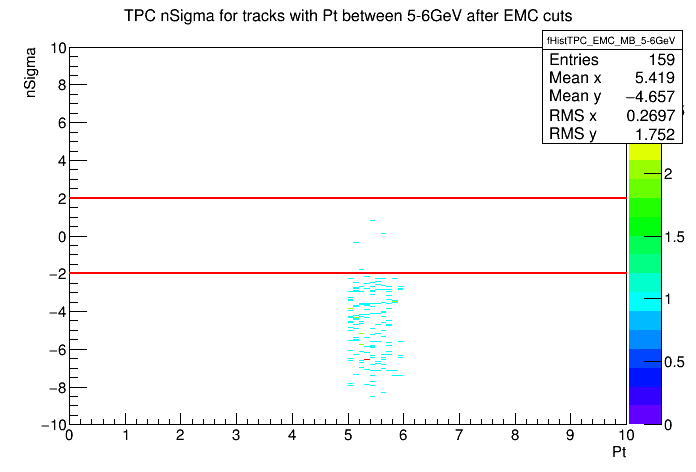 TPC nSigma for tracks with Pt between 5-6GeV after EMC cuts
fHistTPC_EMC_MB_5-6GeV
Entries 159
Mean x 5.419
Mean y −4.657
RMS x 0.2697
RMS y 1.752
nSigma
10
8
6
4
2
0
−2
−4
−6
−8
−10
0 1 2 3 4 5 6 7 8 9 10
Pt
2
1.5
1
0.5
0